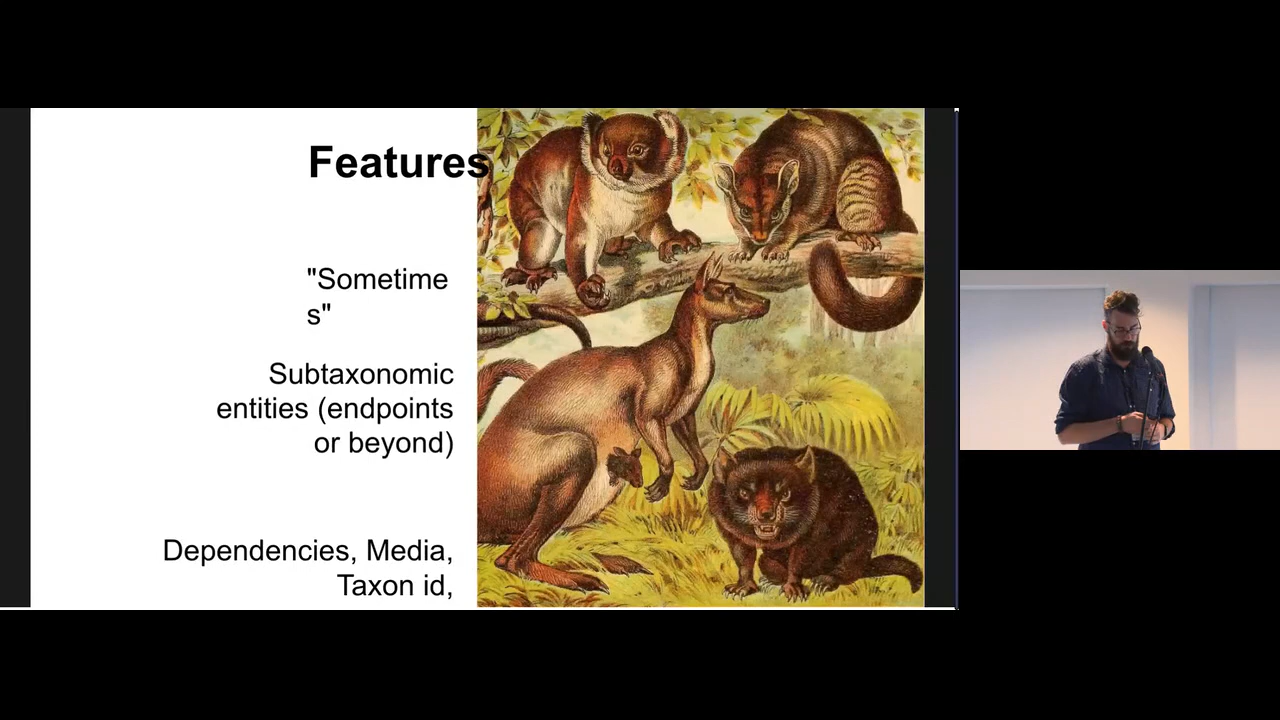 Features
"Sometime
s"
Subtaxonomic
entities (endpoints
or beyond)
Dependencies, Media,
Taxon id,